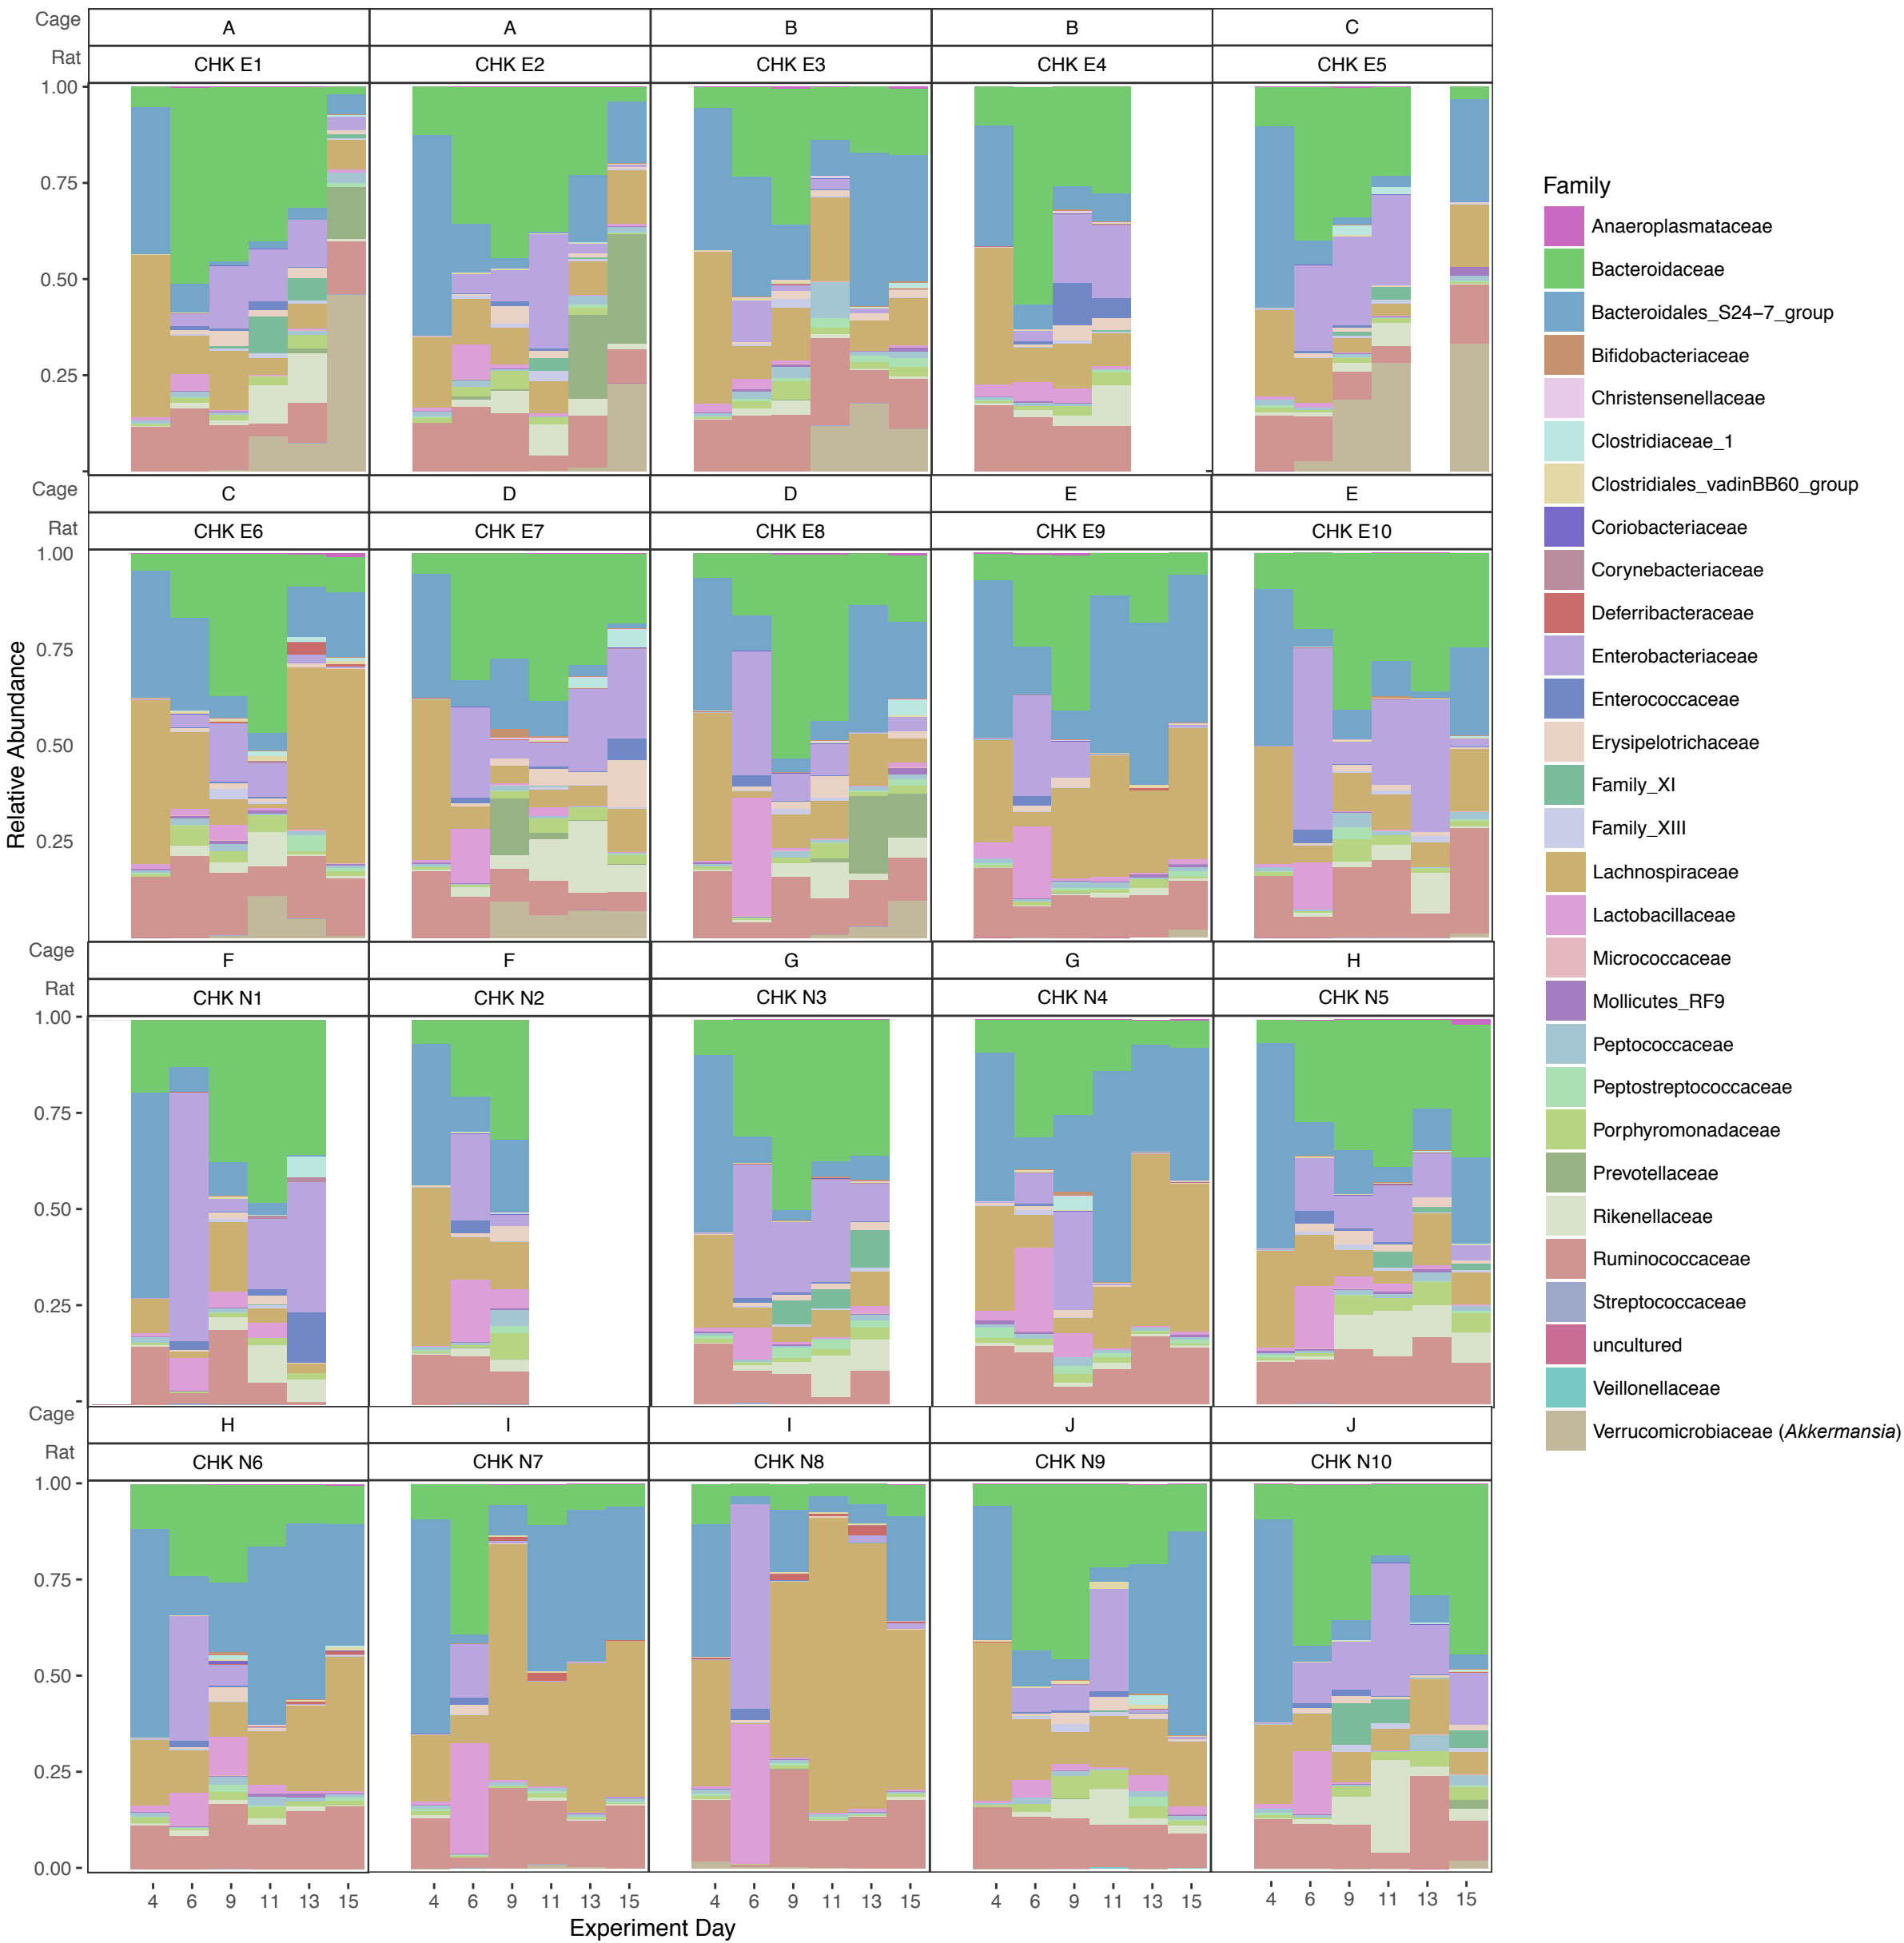 Cage A A B B C
Rat CHK E1 CHK E2 CHK E3 CHK E4 CHK E5
1.00
0.75
0.50
0.25
Cage C D D E E
Rat CHK E6 CHK E7 CHK E8 CHK E9 CHK E10
1.00
0.75
0.50
0.25
Cage F F G G H
Rat CHK N1 CHK N2 CHK N3 CHK N4 CHK N5
1.00
0.75
0.50
0.25
Cage H I I J J
Rat CHK N6 CHK N7 CHK N8 CHK N9 CHK N10
1.00
0.75
0.50
0.25
0.00
4 6 9 11 13 15 4 6 9 11 13 15 4 6 9 11 13 15 4 6 9 11 13 15 4 6 9 11 13 15
Experiment Day
Relative Abundance
Family
Anaeroplasmataceae
Bacteroidaceae
Bacteroidales_S24−7_group
Bifidobacteriaceae
Christensenellaceae
Clostridiaceae_1
Clostridiales_vadinBB60_group
Coriobacteriaceae
Corynebacteriaceae
Deferribacteraceae
Enterobacteriaceae
Enterococcaceae
Erysipelotrichaceae
Family_XI
Family_XIII
Lachnospiraceae
Lactobacillaceae
Micrococcaceae
Mollicutes_RF9
Peptococcaceae
Peptostreptococcaceae
Porphyromonadaceae
Prevotellaceae
Rikenellaceae
Ruminococcaceae
Streptococcaceae
uncultured
Veillonellaceae
Verrucomicrobiaceae (Akkermansia)